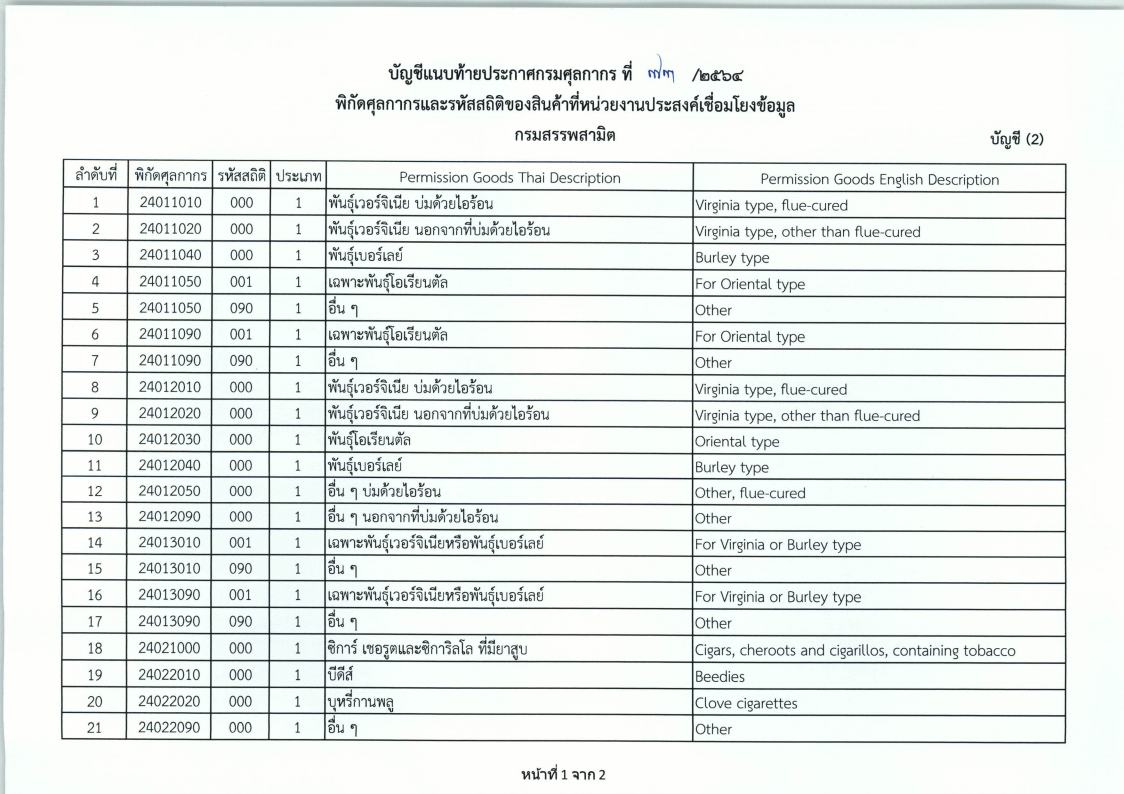 บัญชีแนบท้ายประกาศกรมศุลกากร ที่ ๗๓ /๒๕๖๔
พิกัดศุลกากรและรหัสสถิติของสินค้าที่หน่วยงานประสงค์เชื่อมโยงข้อมูล
กรมสรรพสามิต
บัญชี (2)
ลำดับที่ พิกัดศุลกากร รหัสสถิติ ประเภท Permission Goods Thai Description Permission Goods English Description
1 24011010 000 1 พันธุ์เวอร์จิเนีย บ่มด้วยไอร้อน Virginia type, flue-cured
2 24011020 000 1 พันธุ์เวอร์จิเนีย นอกจากที่บ่มด้วยไอร้อน Virginia type, other than flue-cured
3 24011040 000 1 พันธุ์เบอร์เลย์ Burley type
4 24011050 001 1 เฉพาะพันธุ์โอเรียนตัล For Oriental type
5 24011050 090 1 อื่น ๆ Other
6 24011090 001 1 เฉพาะพันธุ์โอเรียนตัล For Oriental type
7 24011090 090 1 อื่น ๆ Other
8 24012010 000 1 พันธุ์เวอร์จิเนีย บ่มด้วยไอร้อน Virginia type, flue-cured
9 24012020 000 1 พันธุ์เวอร์จิเนีย นอกจากที่บ่มด้วยไอร้อน Virginia type, other than flue-cured
10 24012030 000 1 พันธุ์โอเรียนตัล Oriental type
11 24012040 000 1 พันธุ์เบอร์เลย์ Burley type
12 24012050 000 1 อื่น ๆ บ่มด้วยไอร้อน Other, flue-cured
13 24012090 000 1 อื่น ๆ นอกจากที่บ่มด้วยไอร้อน Other
14 24013010 001 1 เฉพาะพันธุ์เวอร์จิเนียหรือพันธุ์เบอร์เลย์ For Virginia or Burley type
15 24013010 090 1 อื่น ๆ Other
16 24013090 001 1 เฉพาะพันธุ์เวอร์จิเนียหรือพันธุ์เบอร์เลย์ For Virginia or Burley type
17 24013090 090 1 อื่น ๆ Other
18 24021000 000 1 ซิการ์ เชอรูตและซิการิลโล ที่มียาสูบ Cigars, cheroots and cigarillos, containing tobacco
19 24022010 000 1 บีดีส์ Beedies
20 24022020 000 1 บุหรี่กานพลู Clove cigarettes
21 24022090 000 1 อื่น ๆ Other
หน้าที่ 1 จาก 2